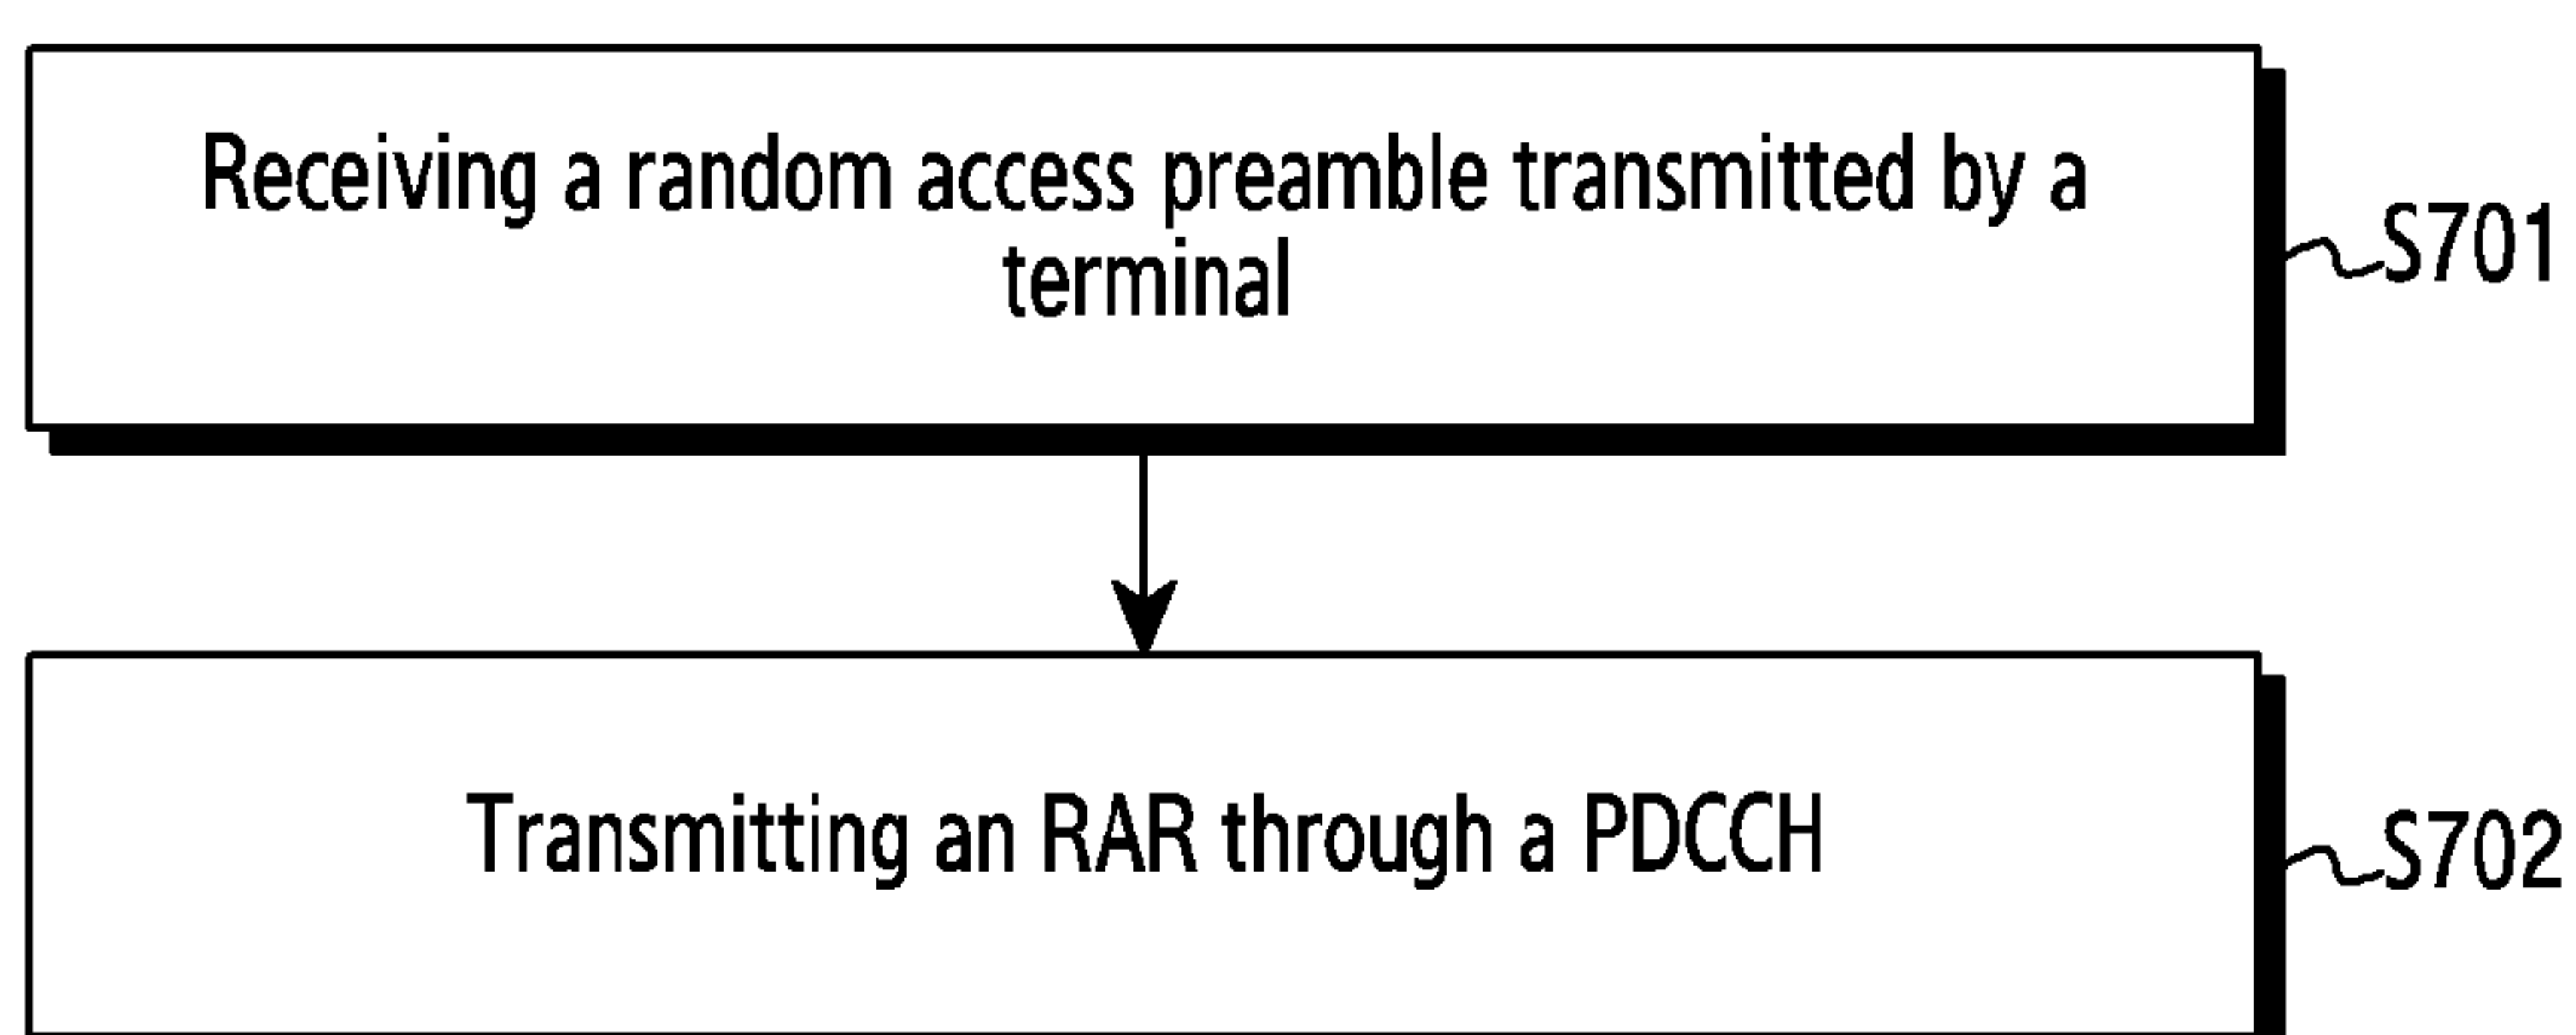 Receiving a random access preamble transmitted by a
terminal
S701
Transmitting an RAR through a PDCCH
S702